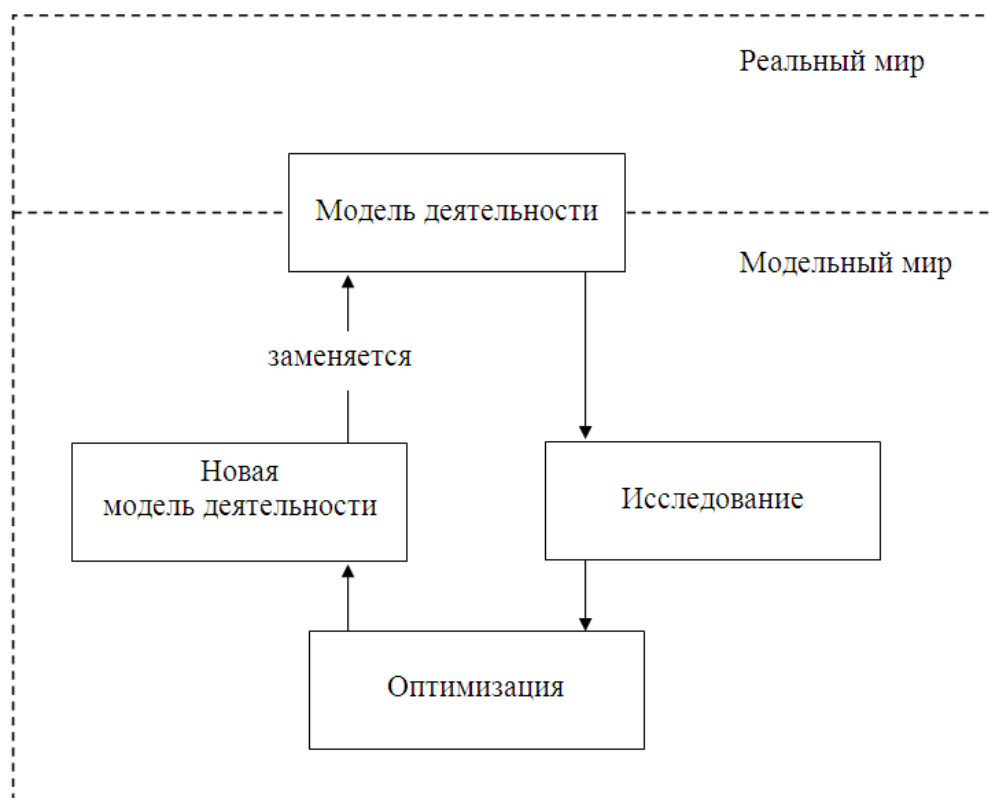 Реальный мир
Модель деятельности
Модельный мир
заменяется
Новая
модель деятельности
Исследование
Оптимизация